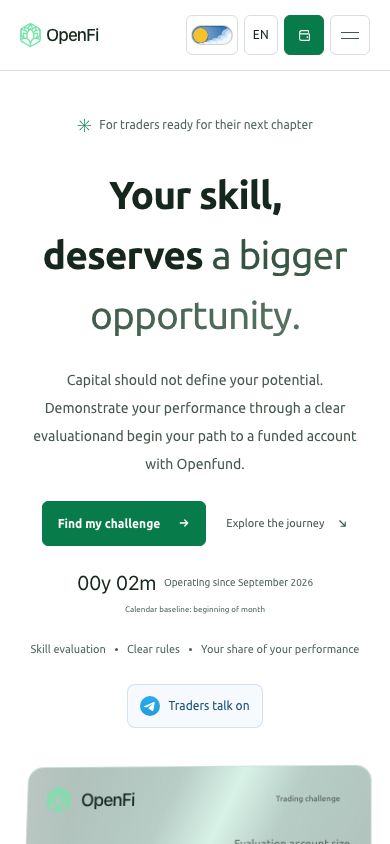 OpenFi
EN
For traders ready for their next chapter
Your skill,
deserves a bigger
opportunity.
Capital should not define your potential.
Demonstrate your performance through a clear
evaluationand begin your path to a funded account
with Openfund.
Find my challenge →
Explore the journey ↘
00y 02m Operating since September 2026
Calendar baseline: beginning of month
Skill evaluation • Clear rules • Your share of your performance
Traders talk on
OpenFi
Trading challenge
Evaluation account size